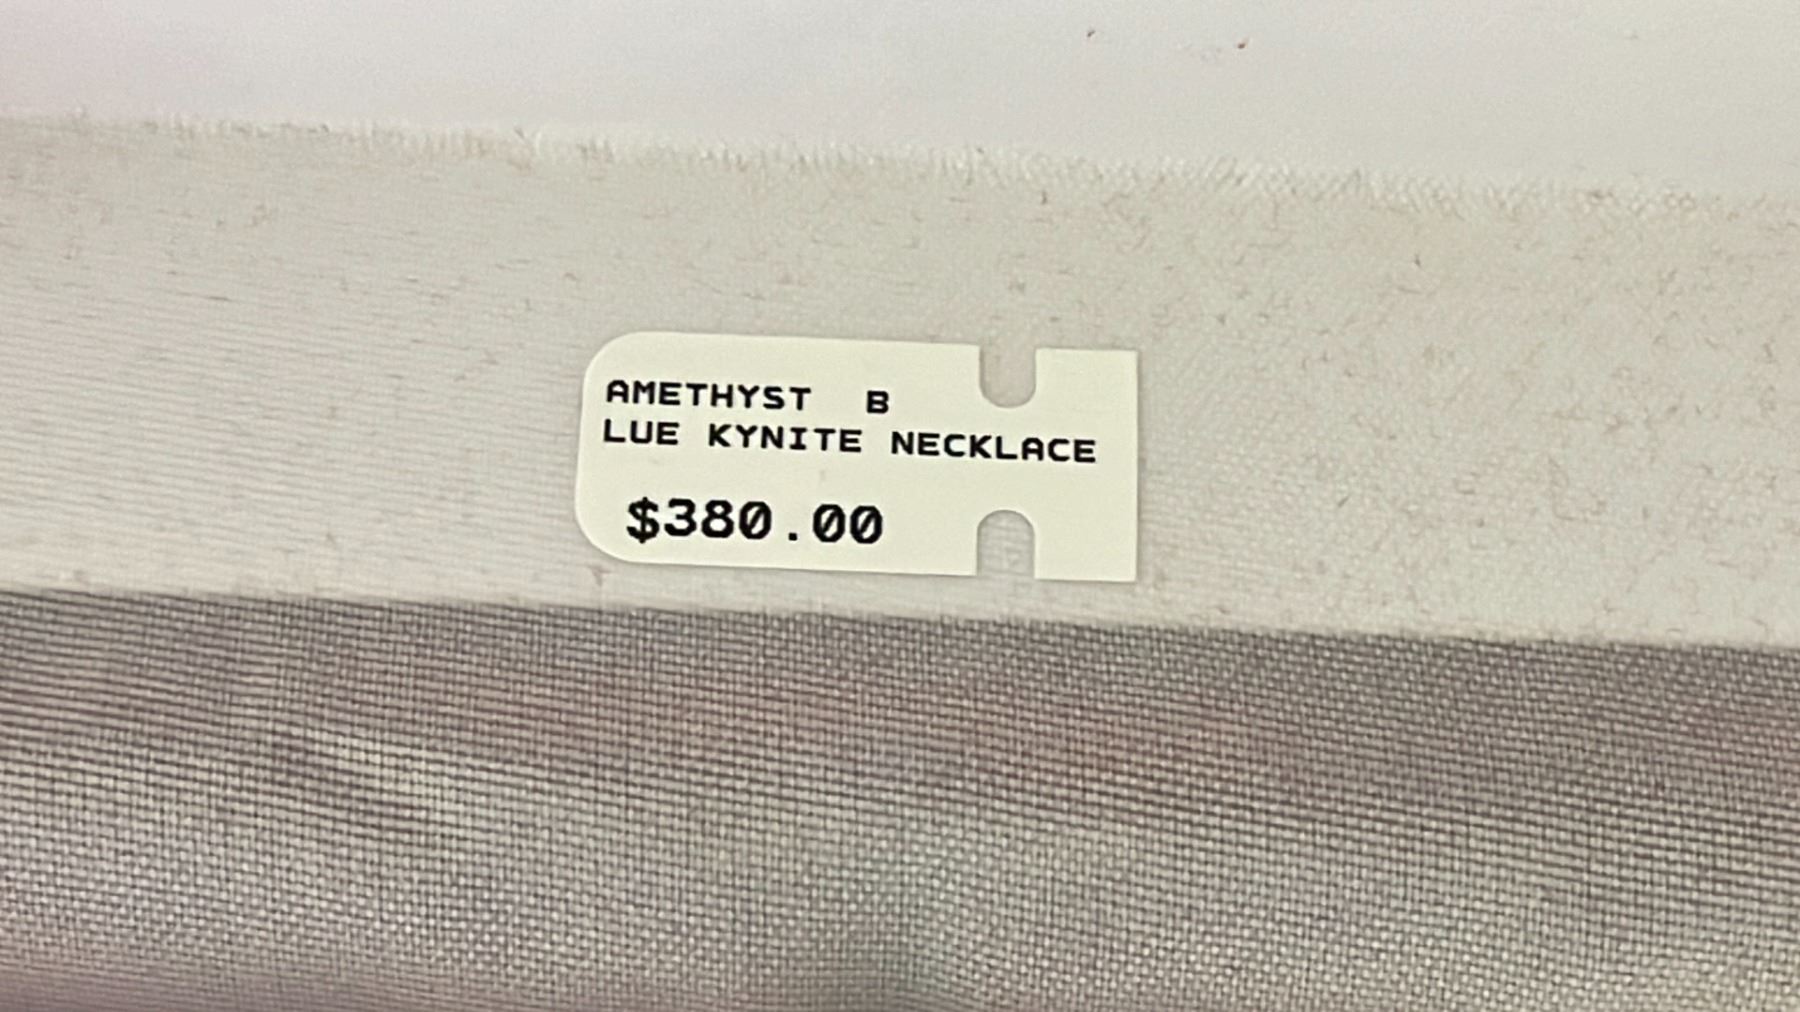 AMETHYST  B
LUE KYNITE NECKLACE
$380.00